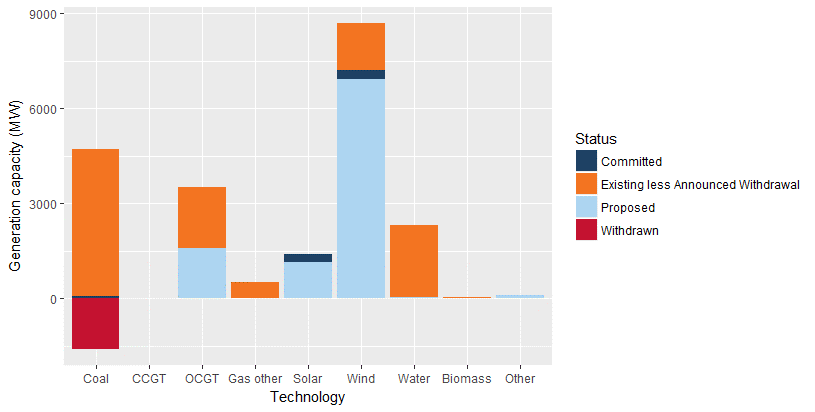 9000
6000
3000
0
Generation capacity (MW)
Coal CCGT OCGT Gas other Solar Wind Water Biomass Other
Technology
Status
Committed
Existing less Announced Withdrawal
Proposed
Withdrawn